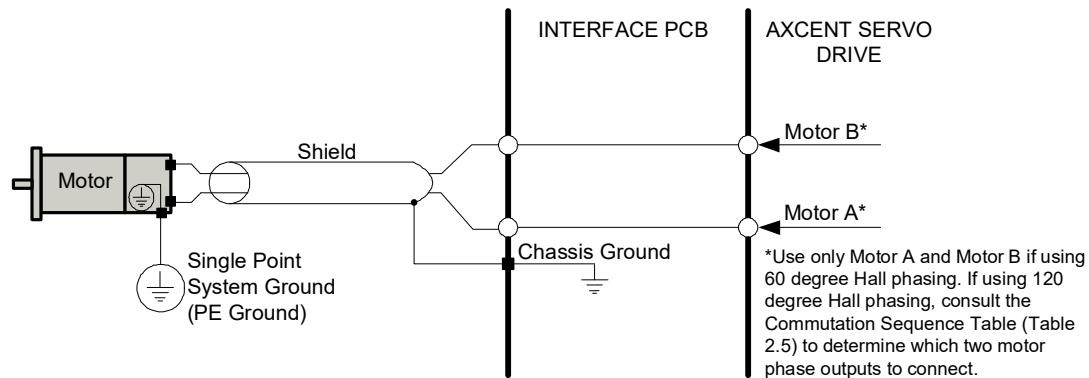 INTERFACE PCB
AXCENT SERVO
DRIVE
Motor B*
Shield
Motor
Motor A*
Chassis Ground
Single Point
System Ground
(PE Ground)
*Use only Motor A and Motor B if using
60 degree Hall phasing. If using 120
degree Hall phasing, consult the
Commutation Sequence Table (Table
2.5) to determine which two motor
phase outputs to connect.